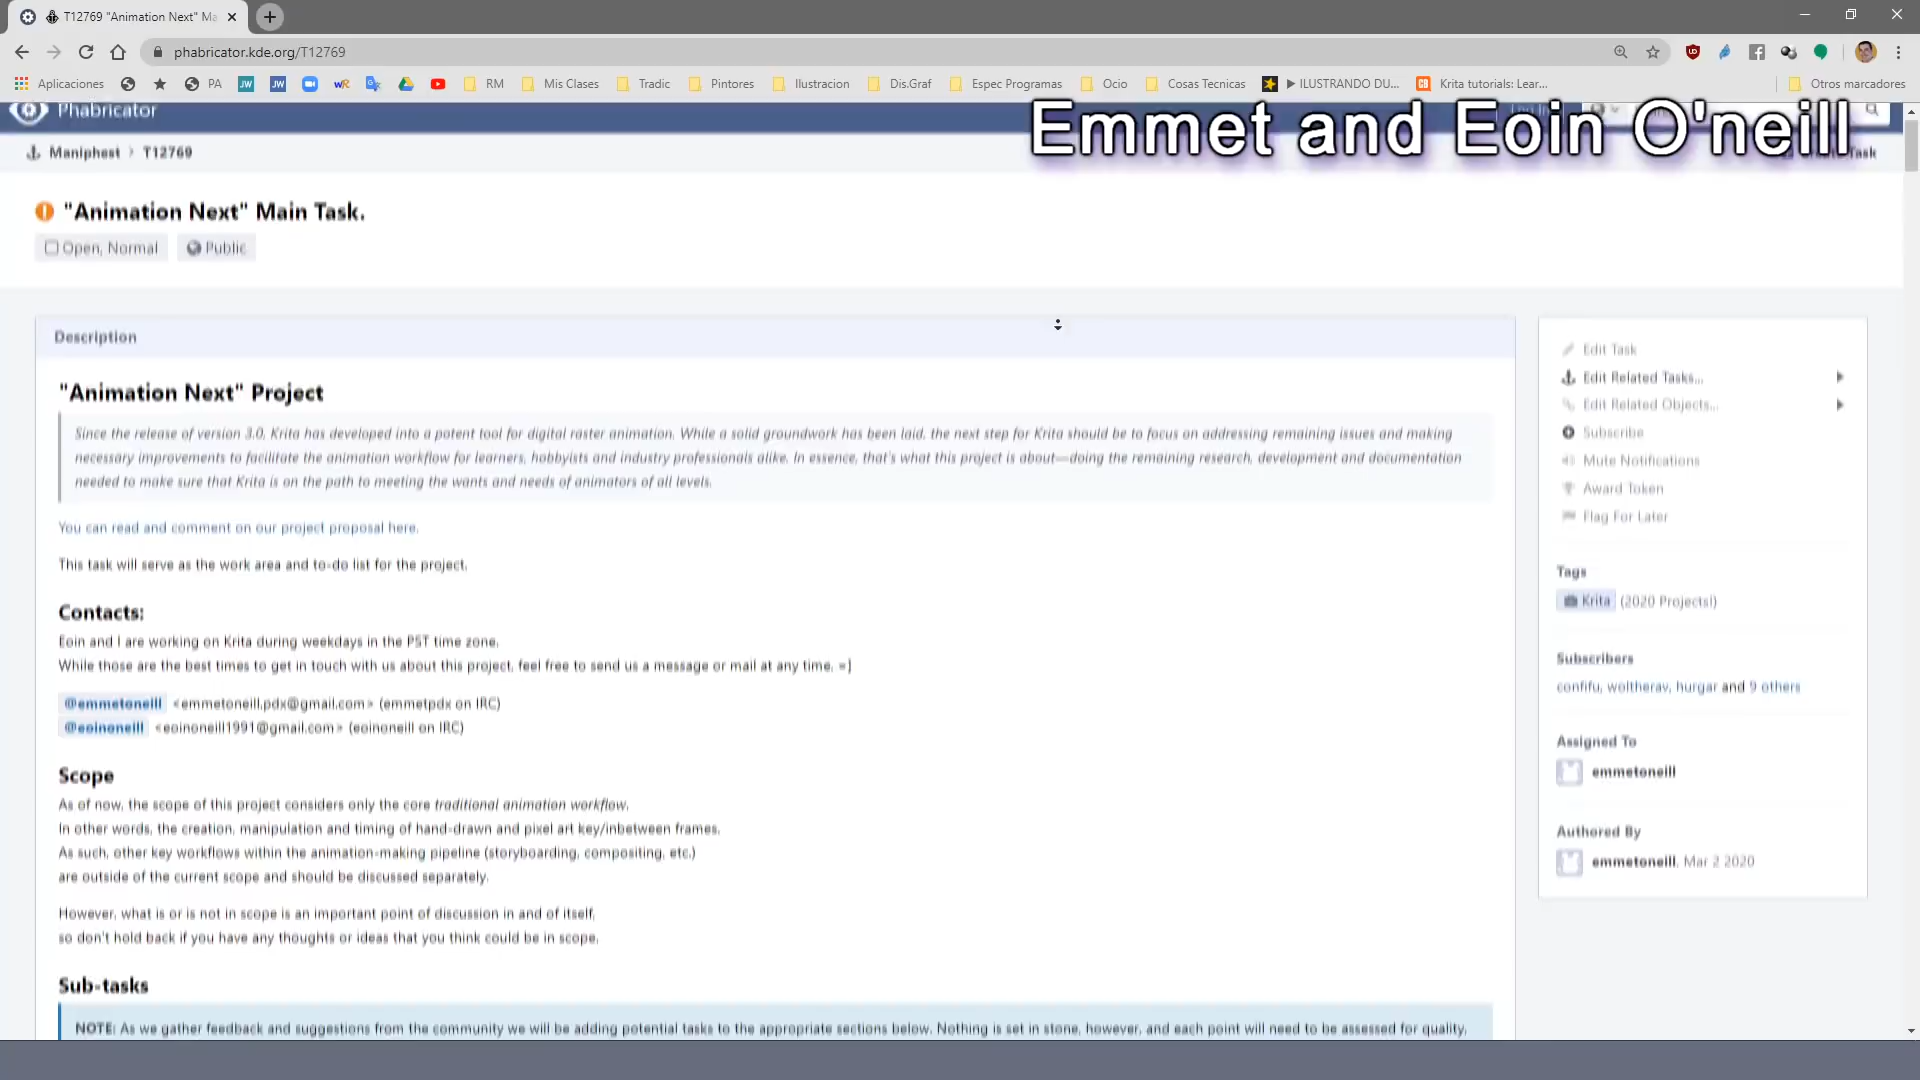 T12769 "Animation Next" Ma
phabricator.kde.org/T12769
Aplicaciones PA JW JW wR RM Mis Clases Tradic Pintores Ilustracion Dis.Graf Espec Programas Ocio Cosas Tecnicas ▶ ILUSTRANDO DU... Krita tutorials: Lear... Otros marcadores
Phabricator
Emmet and Eoin O'neill
Maniphest > T12769
Task
"Animation Next" Main Task.
Open, Normal Public
Description
"Animation Next" Project
Since the release of version 3.0, Krita has developed into a potent tool for digital raster animation. While a solid groundwork has been laid, the next step for Krita should be to focus on addressing remaining issues and making
necessary improvements to facilitate the animation workflow for learners, hobbyists and industry professionals alike. In essence, that's what this project is about—doing the remaining research, development and documentation
needed to make sure that Krita is on the path to meeting the wants and needs of animators of all levels.
You can read and comment on our project proposal here.
This task will serve as the work area and to-do list for the project.
Contacts:
Eoin and I are working on Krita during weekdays in the PST time zone.
While those are the best times to get in touch with us about this project, feel free to send us a message or mail at any time. =]
@emmetoneill <emmetoneill.pdx@gmail.com> (emmetpdx on IRC)
@eoinoneill <eoinoneill1991@gmail.com> (eoinoneill on IRC)
Scope
As of now, the scope of this project considers only the core traditional animation workflow.
In other words, the creation, manipulation and timing of hand-drawn and pixel art key/inbetween frames.
As such, other key workflows within the animation-making pipeline (storyboarding, compositing, etc.)
are outside of the current scope and should be discussed separately.
However, what is or is not in scope is an important point of discussion in and of itself,
so don't hold back if you have any thoughts or ideas that you think could be in scope.
Sub-tasks
NOTE: As we gather feedback and suggestions from the community we will be adding potential tasks to the appropriate sections below. Nothing is set in stone, however, and each point will need to be assessed for quality,
Edit Task
Edit Related Tasks...
Edit Related Objects...
Subscribe
Mute Notifications
Award Token
Flag For Later
Tags
Krita (2020 Projects!)
Subscribers
confifu, woltherav, hurgar and 9 others
Assigned To
emmetoneill
Authored By
emmetoneill, Mar 2 2020